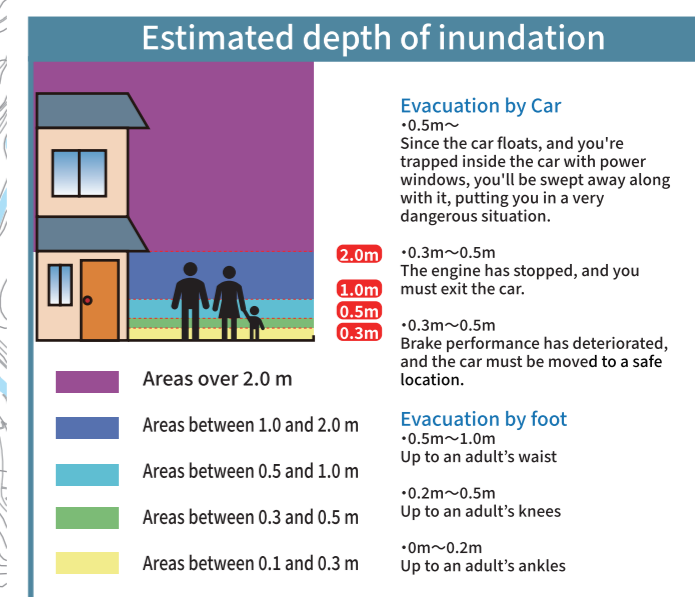 Estimated depth of inundation
2.0m
1.0m
0.5m
0.3m
Areas over 2.0 m
Areas between 1.0 and 2.0 m
Areas between 0.5 and 1.0 m
Areas between 0.3 and 0.5 m
Areas between 0.1 and 0.3 m
Evacuation by Car
・0.5m～
Since the car floats, and you're
trapped inside the car with power
windows, you'll be swept away along
with it, putting you in a very
dangerous situation.
・0.3m～0.5m
The engine has stopped, and you
must exit the car.
・0.3m～0.5m
Brake performance has deteriorated,
and the car must be moved to a safe
location.
Evacuation by foot
・0.5m～1.0m
Up to an adult’s waist
・0.2m～0.5m
Up to an adult’s knees
・0m～0.2m
Up to an adult’s ankles